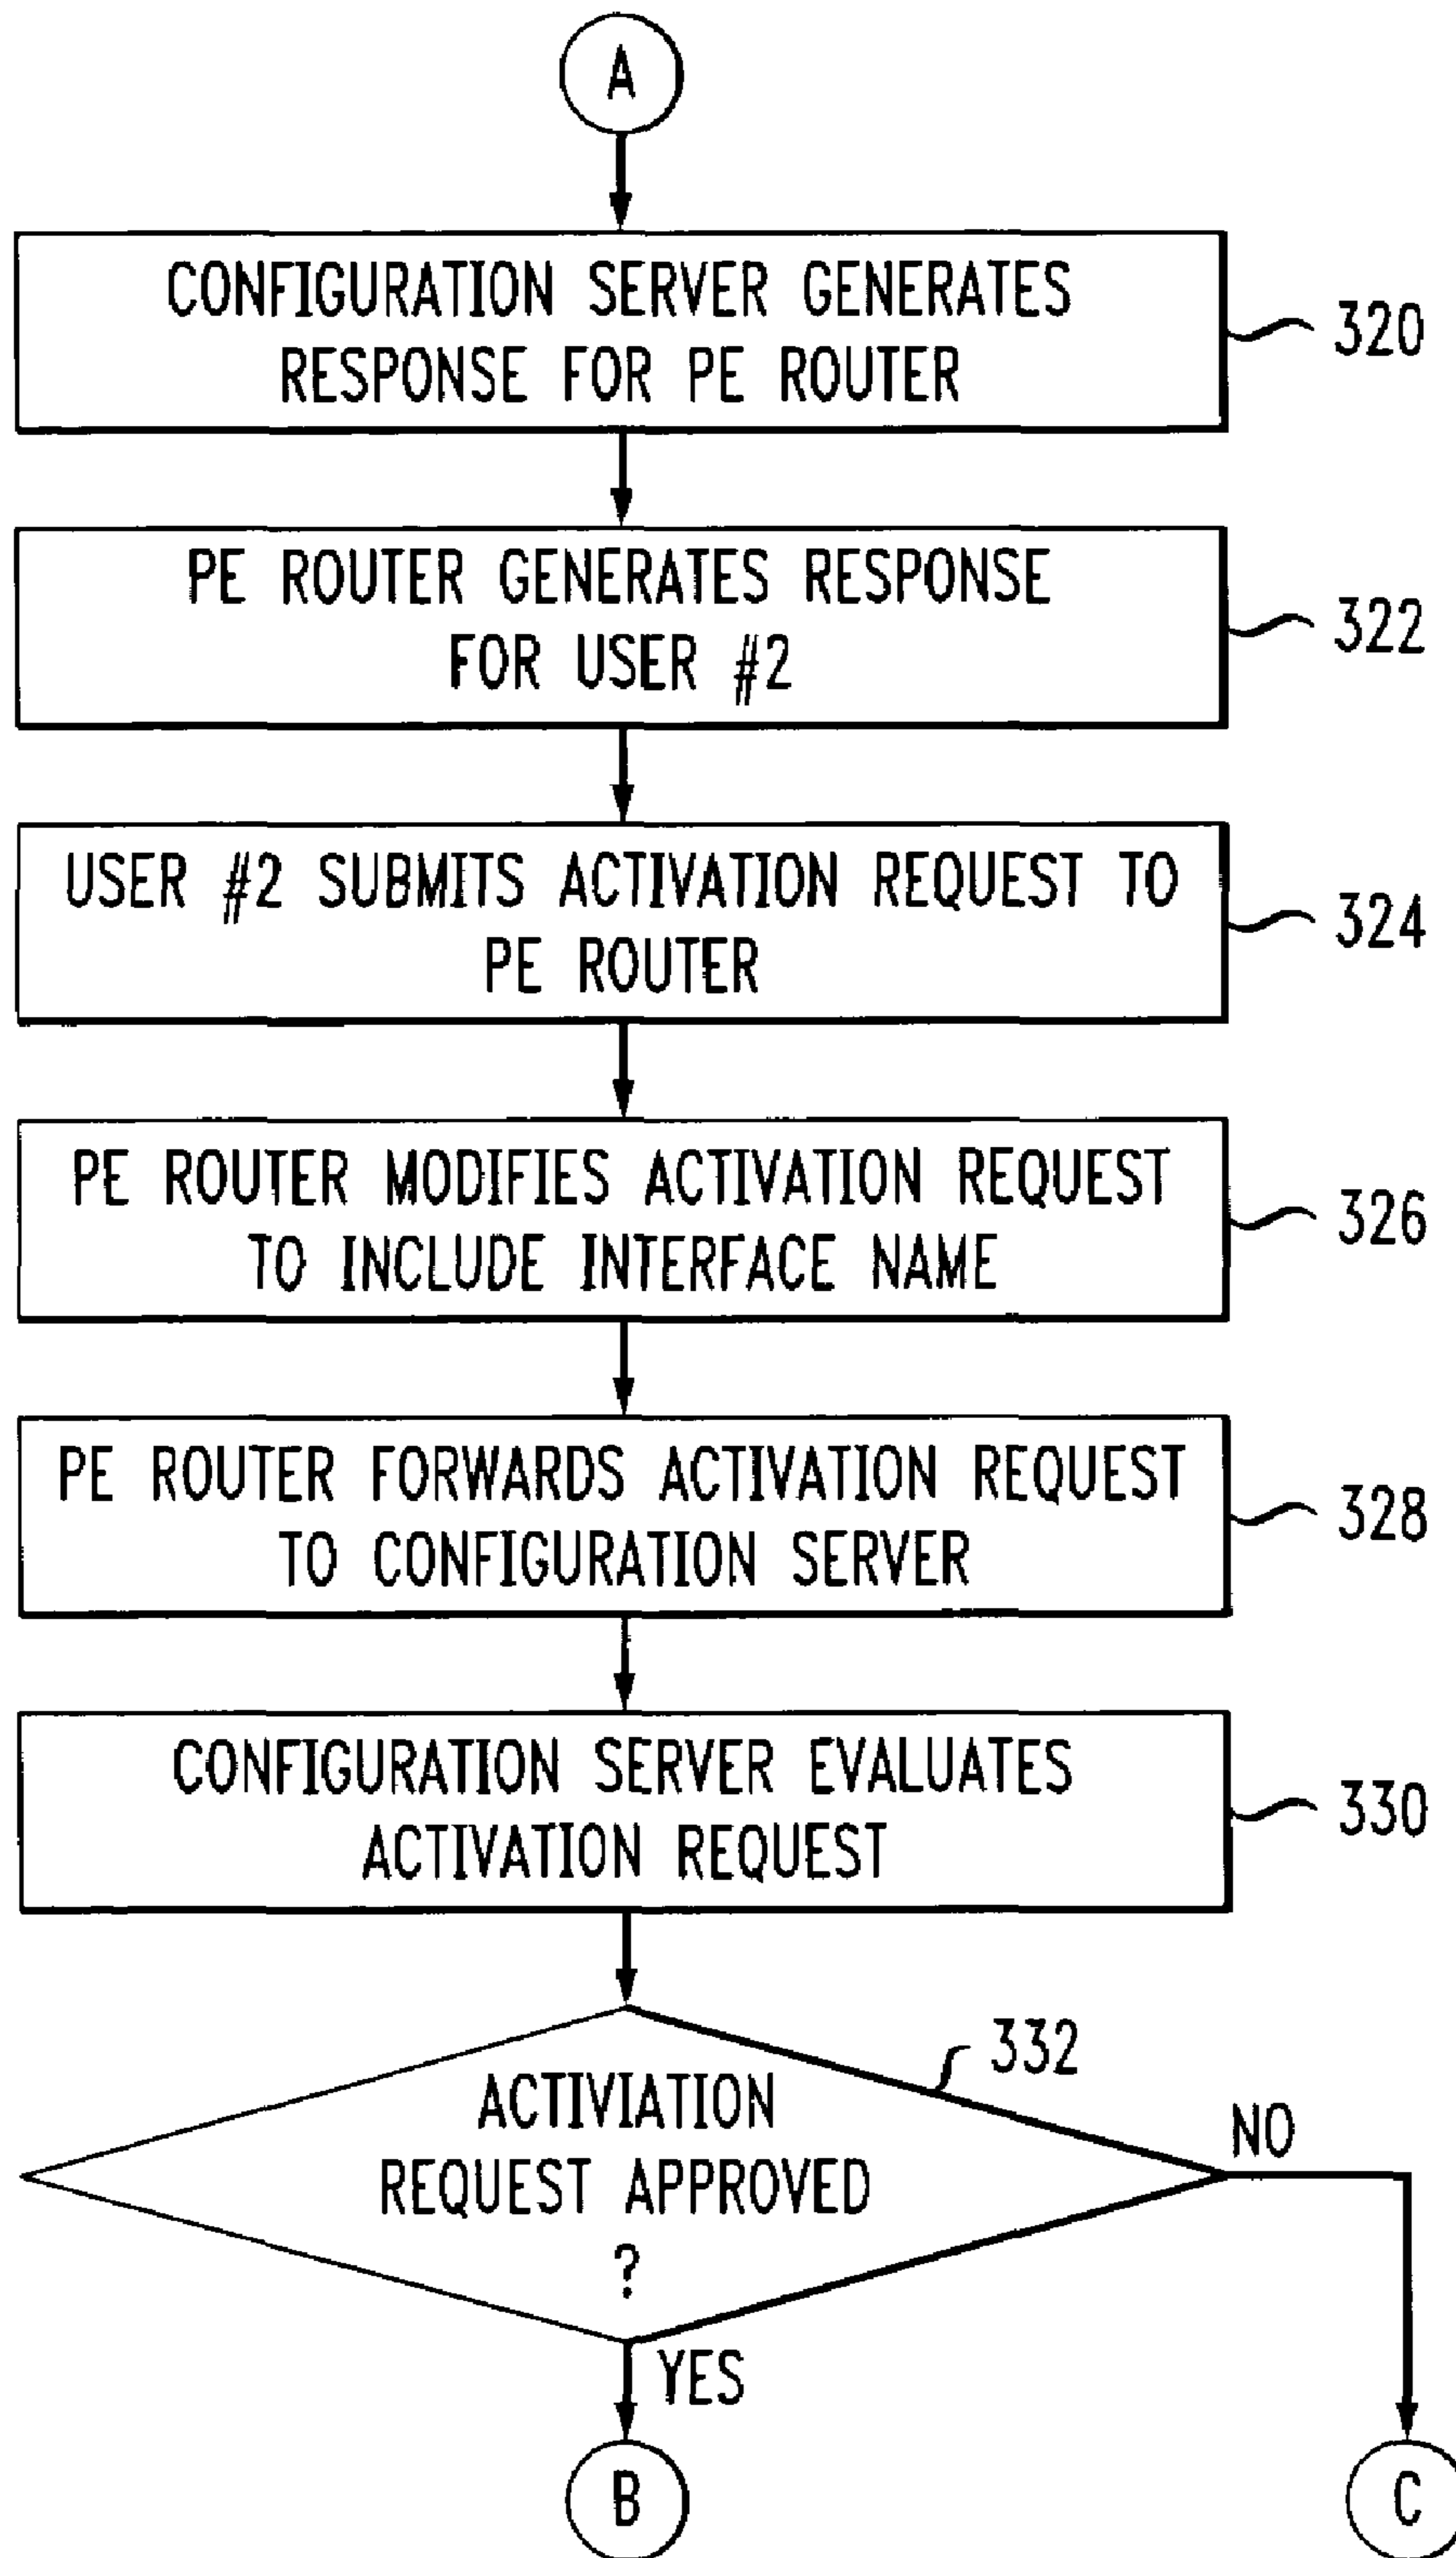 A
CONFIGURATION SERVER GENERATES
RESPONSE FOR PE ROUTER
320
PE ROUTER GENERATES RESPONSE
FOR USER #2
322
USER #2 SUBMITS ACTIVATION REQUEST TO
PE ROUTER
324
PE ROUTER MODIFIES ACTIVATION REQUEST
TO INCLUDE INTERFACE NAME
326
PE ROUTER FORWARDS ACTIVATION REQUEST
TO CONFIGURATION SERVER
328
CONFIGURATION SERVER EVALUATES
ACTIVATION REQUEST
330
332
ACTIVIATION
REQUEST APPROVED
?
NO
YES
B
C